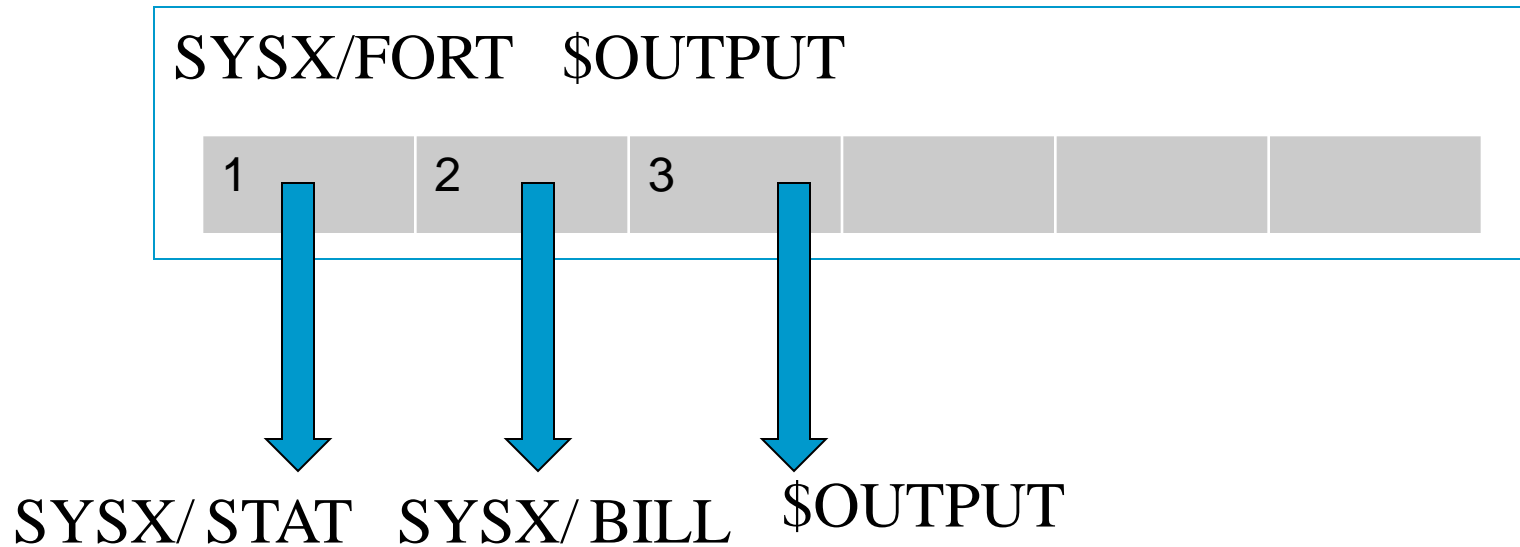 SYSX/FORT $OUTPUT
1 2 3
SYSX/ STAT SYSX/ BILL $OUTPUT